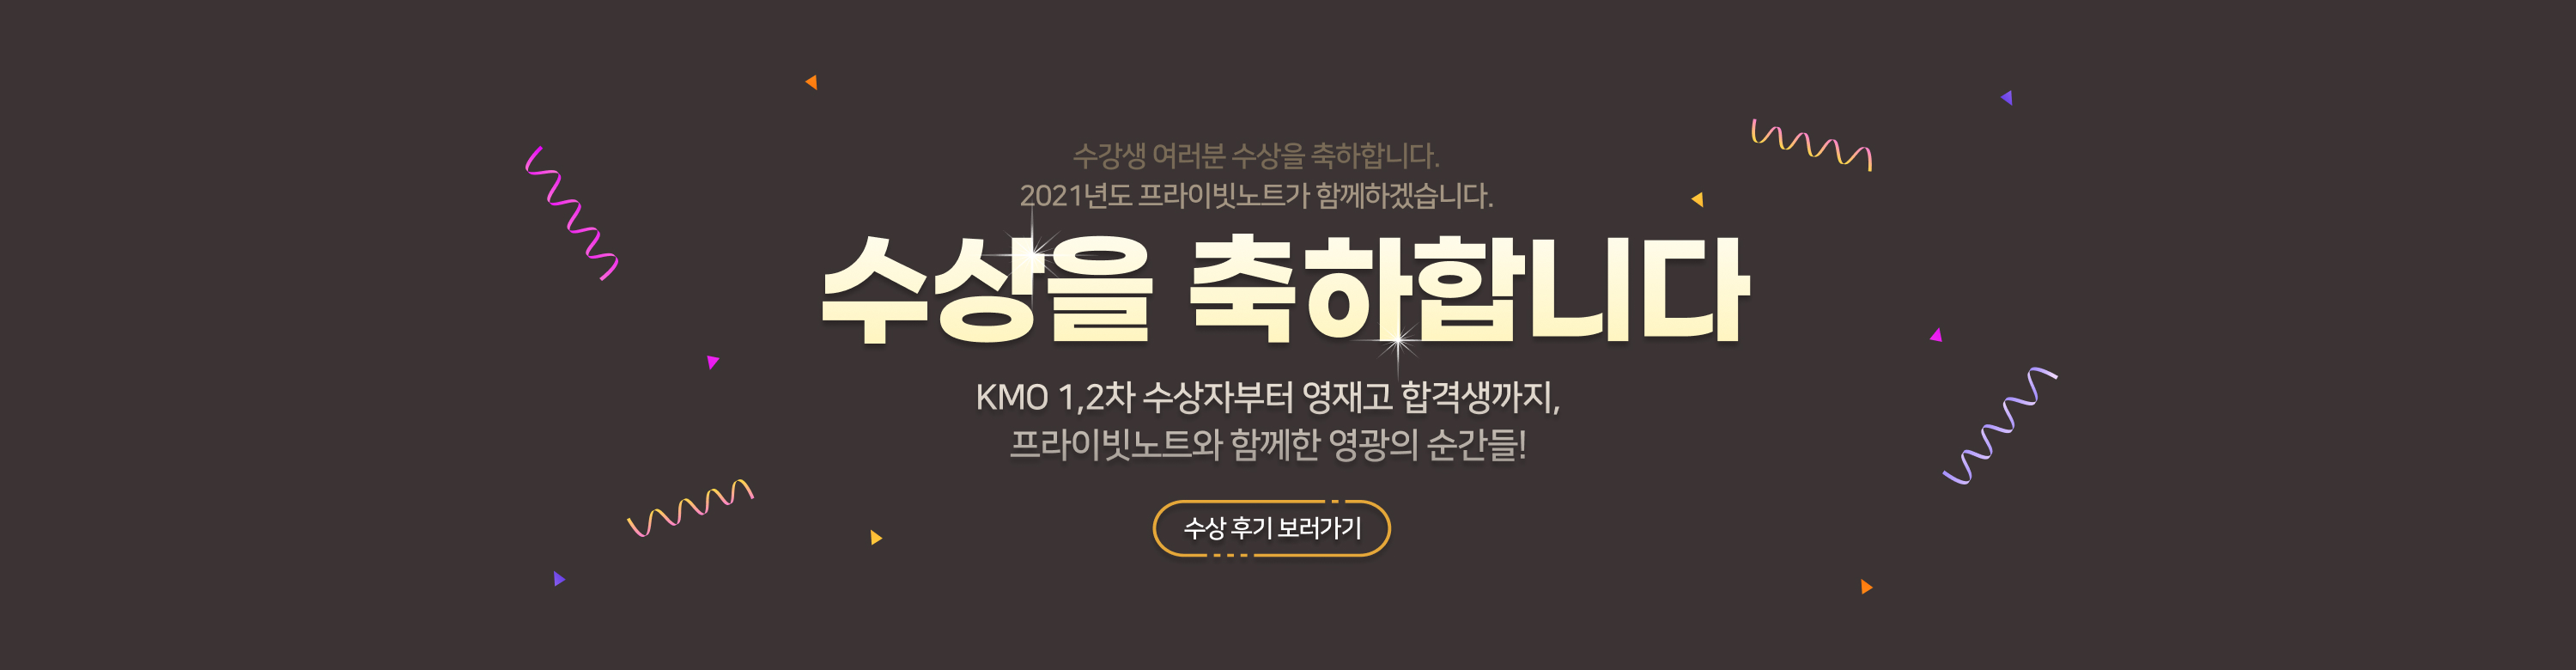 수강생 여러분 수상을 축하합니다.
2021년도 프라이빗노트가 함께하겠습니다.
수상을 축하합니다
KMO 1,2차 수상자부터 영재고 합격생까지,
프라이빗노트와 함께한 영광의 순간들!
수상 후기 보러가기